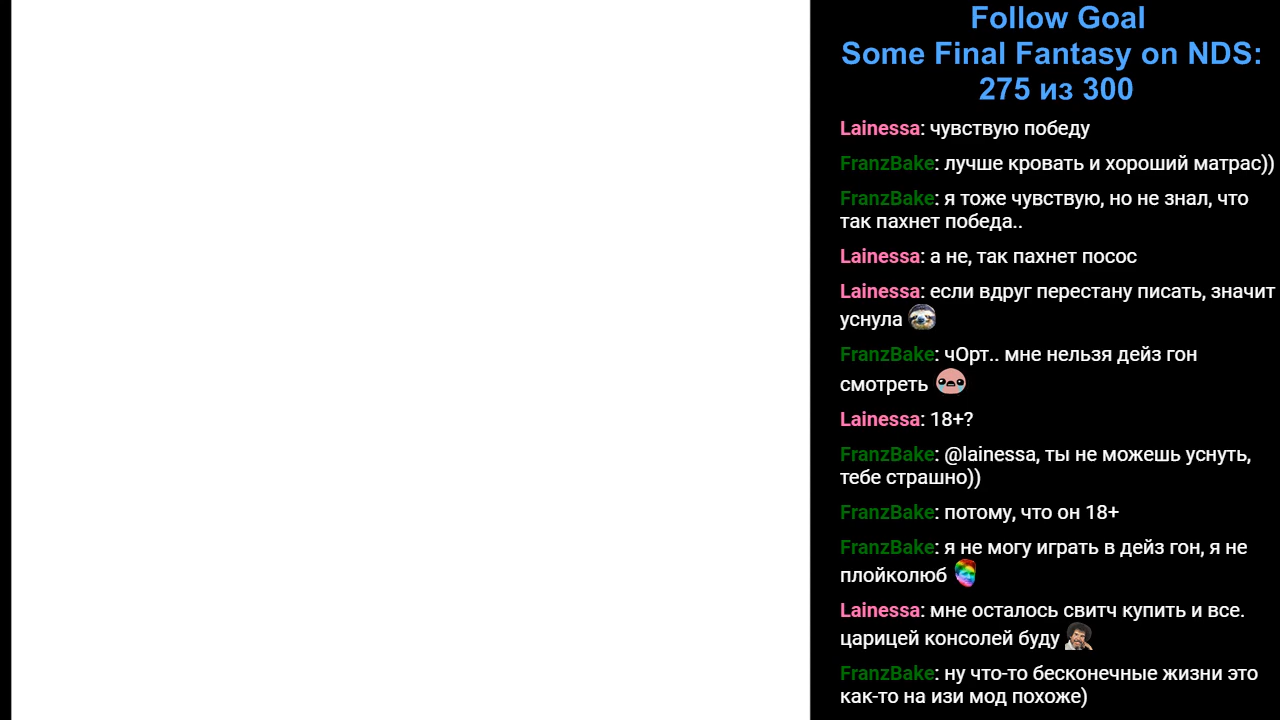 Follow Goal
Some Final Fantasy on NDS:
275 из 300
Lainessa: чувствую победу
FranzBake: лучше кровать и хороший матрас))
FranzBake: я тоже чувствую, но не знал, что
так пахнет победа..
Lainessa: а не, так пахнет посос
Lainessa: если вдруг перестану писать, значит
уснула
FranzBake: чОрт.. мне нельзя дейз гон
смотреть
Lainessa: 18+?
FranzBake: @lainessa, ты не можешь уснуть,
тебе страшно))
FranzBake: потому, что он 18+
FranzBake: я не могу играть в дейз гон, я не
плойколюб
Lainessa: мне осталось свитч купить и все.
царицей консолей буду
FranzBake: ну что-то бесконечные жизни это
как-то на изи мод похоже)